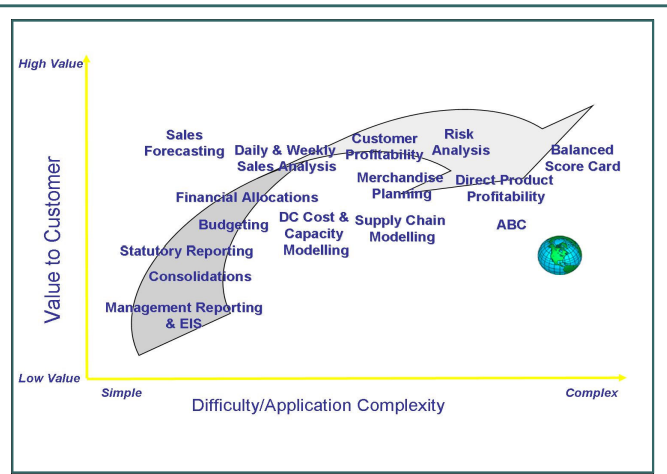 High Value
Sales
Forecasting
Daily & Weekly
Sales Analysis
Customer
Profitability
Risk
Analysis
Balanced
Score Card
Merchandise
Planning
Direct Product
Profitability
Financial Allocations
Budgeting
DC Cost &
Capacity
Modelling
Supply Chain
Modelling
ABC
Statutory Reporting
Consolidations
Management Reporting
& EIS
Value to Customer
Low Value
Simple
Complex
Difficulty/Application Complexity